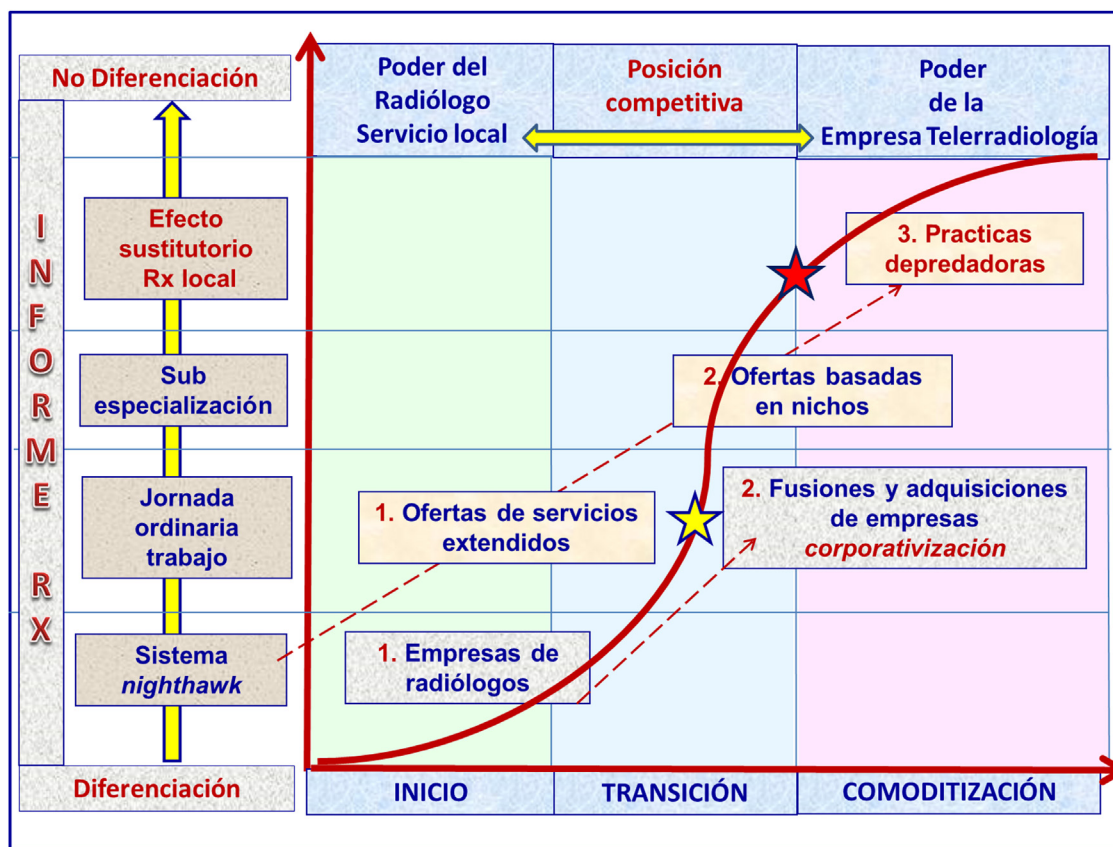 No Diferenciación
INFORME RX
Efecto
sustitutorio
Rx local
Sub
especialización
Jornada
ordinaria
trabajo
Sistema
nighthawk
Diferenciación
Poder del
Radiólogo
Servicio local
Posición
competitiva
Poder
de la
Empresa Telerradiología
3. Practicas
depredadoras
2. Ofertas basadas
en nichos
1. Ofertas de servicios
extendidos
2. Fusiones y adquisiciones
de empresas
corporativización
1. Empresas de
radiólogos
INICIO
TRANSICIÓN
COMODITIZACIÓN